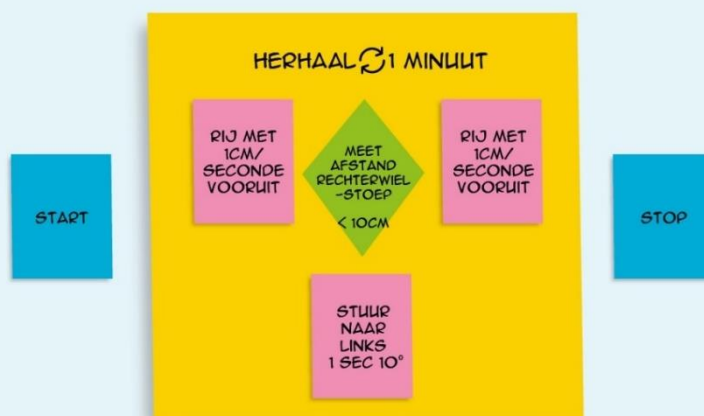 HERHAAL 1 MINUUT
RIJ MET
1CM/
SECONDE
VOORUIT
MEET
AFSTAND
RECHTERWIEL
-STOEP
< 10CM
RIJ MET
1CM/
SECONDE
VOORUIT
START
STOP
STUUR
NAAR
LINKS
1 SEC 10°